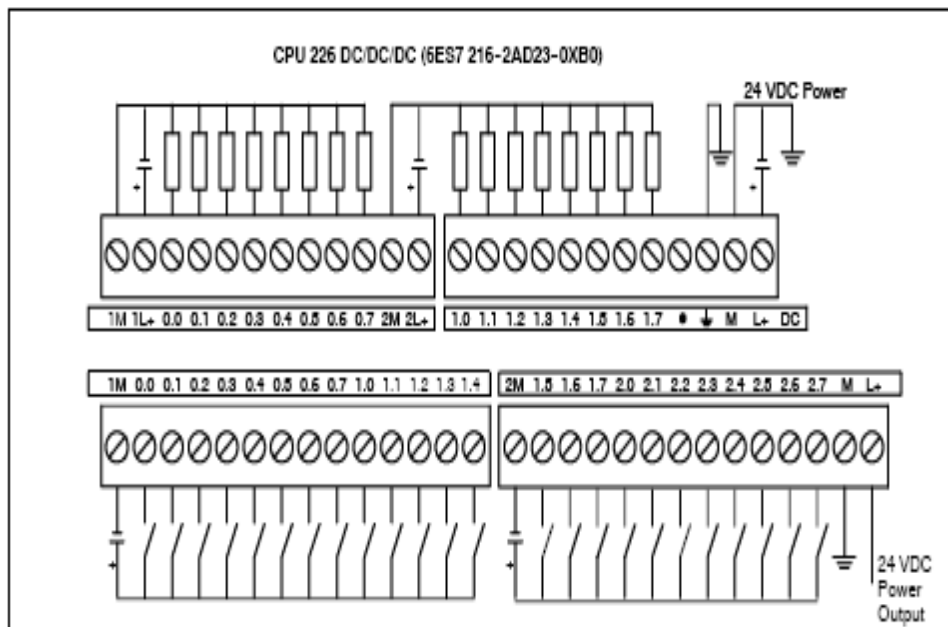 CPU 226 DC/DC/DC (6ES7 216-2AD23-0XB0)
24 VDC Power
+ + +
1M 1L+ 0.0 0.1 0.2 0.3 0.4 0.5 0.6 0.7 2M 2L+
1.0 1.1 1.2 1.3 1.4 1.5 1.6 1.7 M L+ DC
1M 0.0 0.1 0.2 0.3 0.4 0.5 0.6 0.7 1.0 1.1 1.2 1.3 1.4
2M 1.5 1.6 1.7 2.0 2.1 2.2 2.3 2.4 2.5 2.6 2.7 M L+
+ +
24 VDC
Power
Output